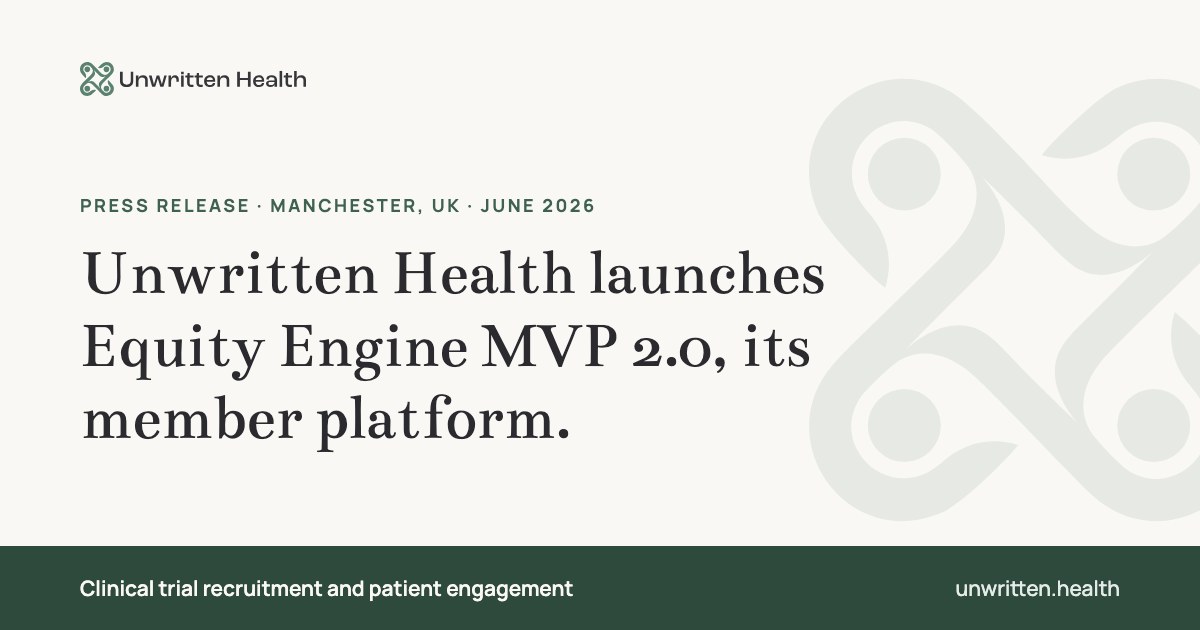 Unwritten Health
PRESS RELEASE · MANCHESTER, UK · JUNE 2026
Unwritten Health launches
Equity Engine MVP 2.0, its
member platform.
Clinical trial recruitment and patient engagement
unwritten.health